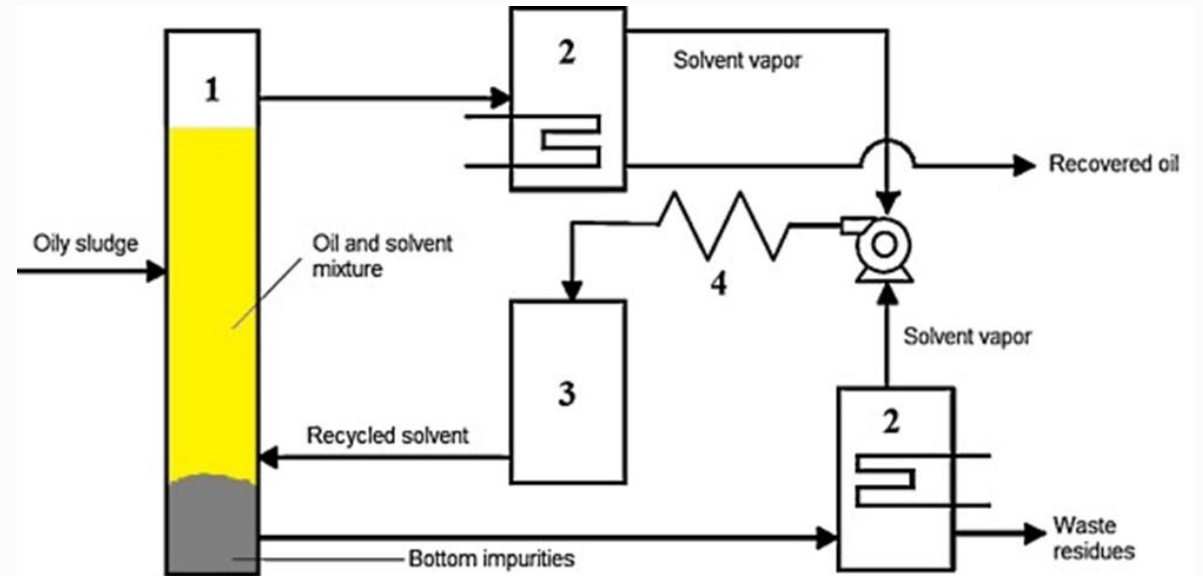 1
2
Solvent vapor
Recovered oil
Oily sludge
Oil and solvent
mixture
4
Solvent vapor
3
2
Recycled solvent
Waste
residues
Bottom impurities